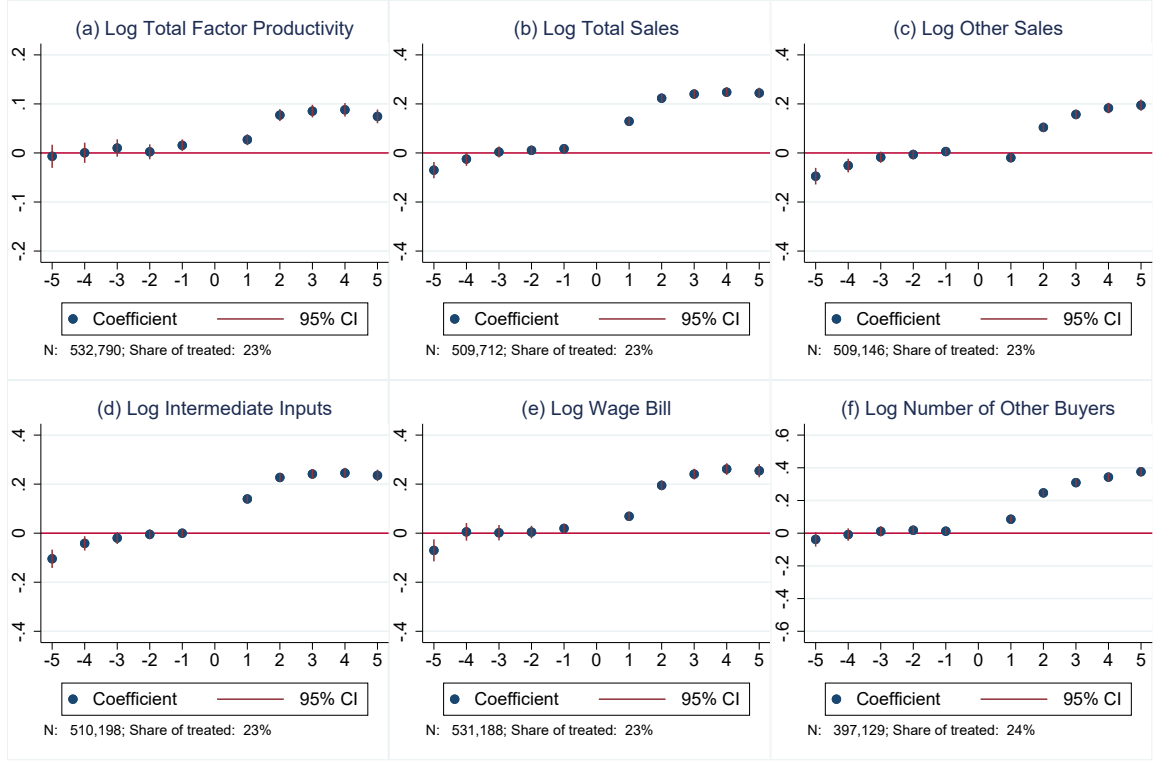 (a) Log Total Factor Productivity
.2
.1
0
-.1
-.2
-5 -4 -3 -2 -1 0 1 2 3 4 5
Coefficient 95% CI
N: 532,790; Share of treated: 23%
(b) Log Total Sales
.4
.2
0
-.2
-.4
-5 -4 -3 -2 -1 0 1 2 3 4 5
Coefficient 95% CI
N: 509,712; Share of treated: 23%
(c) Log Other Sales
.4
.2
0
-.2
-.4
-5 -4 -3 -2 -1 0 1 2 3 4 5
Coefficient 95% CI
N: 509,146; Share of treated: 23%
(d) Log Intermediate Inputs
.4
.2
0
-.2
-.4
-5 -4 -3 -2 -1 0 1 2 3 4 5
Coefficient 95% CI
N: 510,198; Share of treated: 23%
(e) Log Wage Bill
.4
.2
0
-.2
-.4
-5 -4 -3 -2 -1 0 1 2 3 4 5
Coefficient 95% CI
N: 531,188; Share of treated: 23%
(f) Log Number of Other Buyers
.6
.4
.2
0
-.2
-.4
-.6
-5 -4 -3 -2 -1 0 1 2 3 4 5
Coefficient 95% CI
N: 397,129; Share of treated: 24%